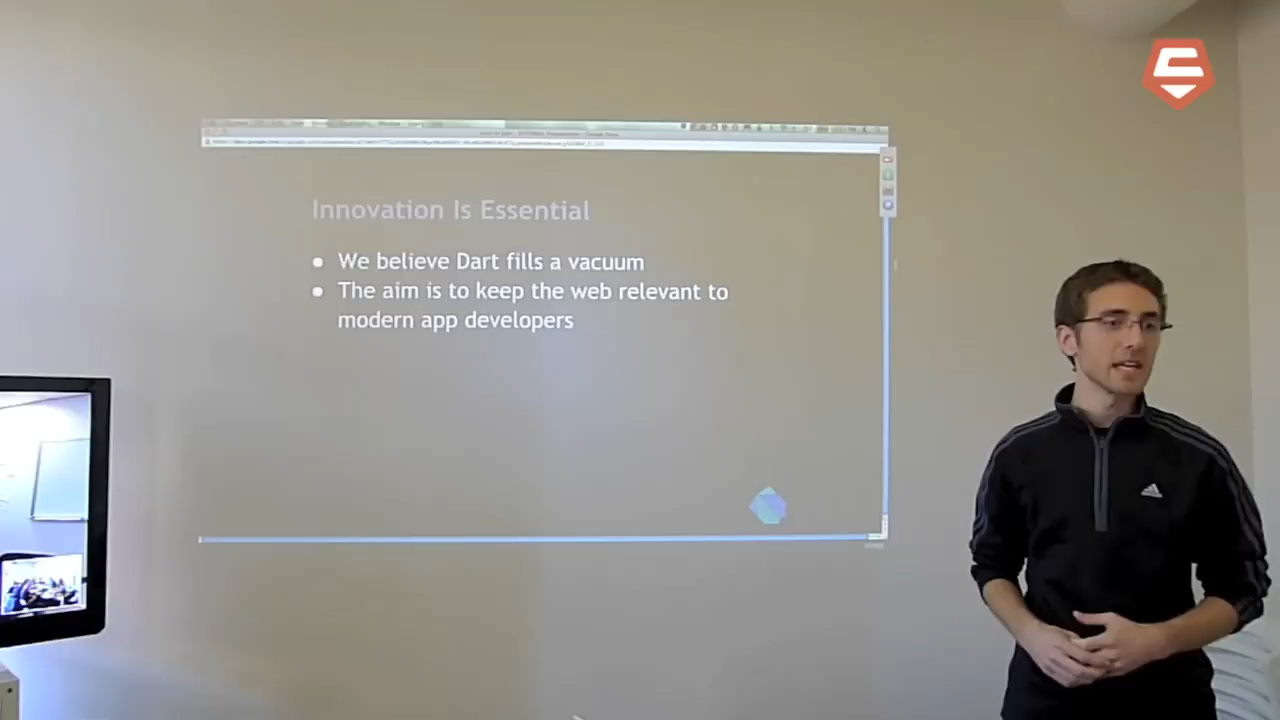 Innovation Is Essential
• We believe Dart fills a vacuum
• The aim is to keep the web relevant to
modern app developers